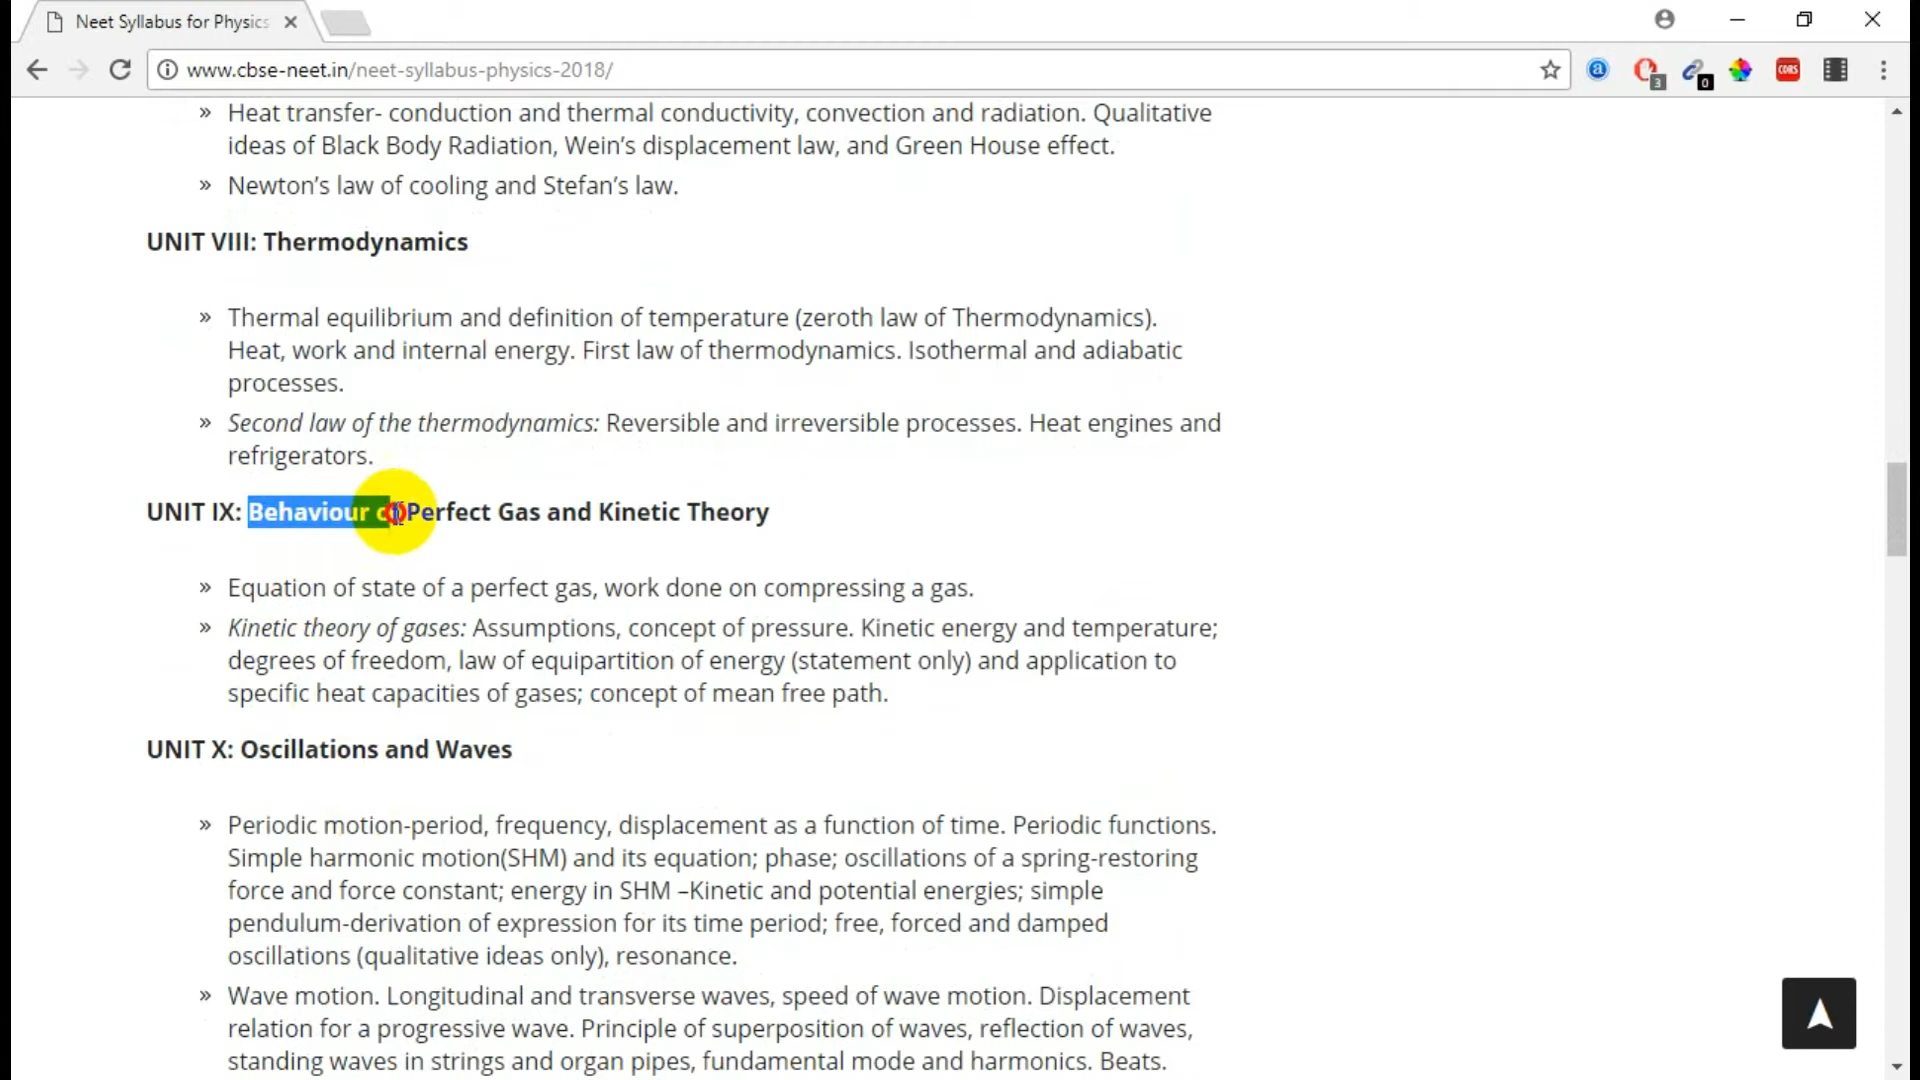 Neet Syllabus for Physics
www.cbse-neet.in/neet-syllabus-physics-2018/
3
0
CORS
» Heat transfer- conduction and thermal conductivity, convection and radiation. Qualitative
ideas of Black Body Radiation, Wein’s displacement law, and Green House effect.
» Newton’s law of cooling and Stefan’s law.
UNIT VIII: Thermodynamics
» Thermal equilibrium and definition of temperature (zeroth law of Thermodynamics).
Heat, work and internal energy. First law of thermodynamics. Isothermal and adiabatic
processes.
» Second law of the thermodynamics: Reversible and irreversible processes. Heat engines and
refrigerators.
UNIT IX: Behaviour of Perfect Gas and Kinetic Theory
» Equation of state of a perfect gas, work done on compressing a gas.
» Kinetic theory of gases: Assumptions, concept of pressure. Kinetic energy and temperature;
degrees of freedom, law of equipartition of energy (statement only) and application to
specific heat capacities of gases; concept of mean free path.
UNIT X: Oscillations and Waves
» Periodic motion-period, frequency, displacement as a function of time. Periodic functions.
Simple harmonic motion(SHM) and its equation; phase; oscillations of a spring-restoring
force and force constant; energy in SHM –Kinetic and potential energies; simple
pendulum-derivation of expression for its time period; free, forced and damped
oscillations (qualitative ideas only), resonance.
» Wave motion. Longitudinal and transverse waves, speed of wave motion. Displacement
relation for a progressive wave. Principle of superposition of waves, reflection of waves,
standing waves in strings and organ pipes, fundamental mode and harmonics. Beats.